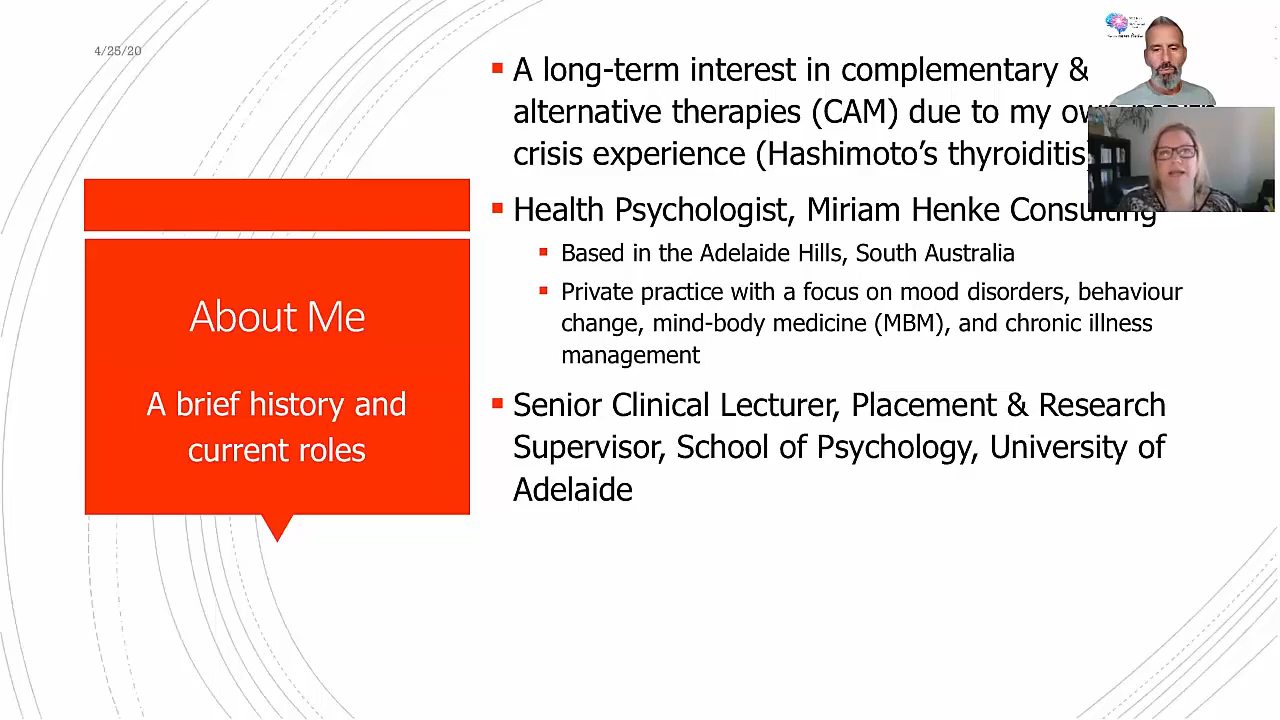 4/25/20
A long-term interest in complementary &
alternative therapies (CAM) due to my own
crisis experience (Hashimoto's thyroiditis)
Health Psychologist, Miriam Henke Consulting
Based in the Adelaide Hills, South Australia
Private practice with a focus on mood disorders, behaviour
change, mind-body medicine (MBM), and chronic illness
management
Senior Clinical Lecturer, Placement & Research
Supervisor, School of Psychology, University of
Adelaide
About Me
A brief history and
current roles